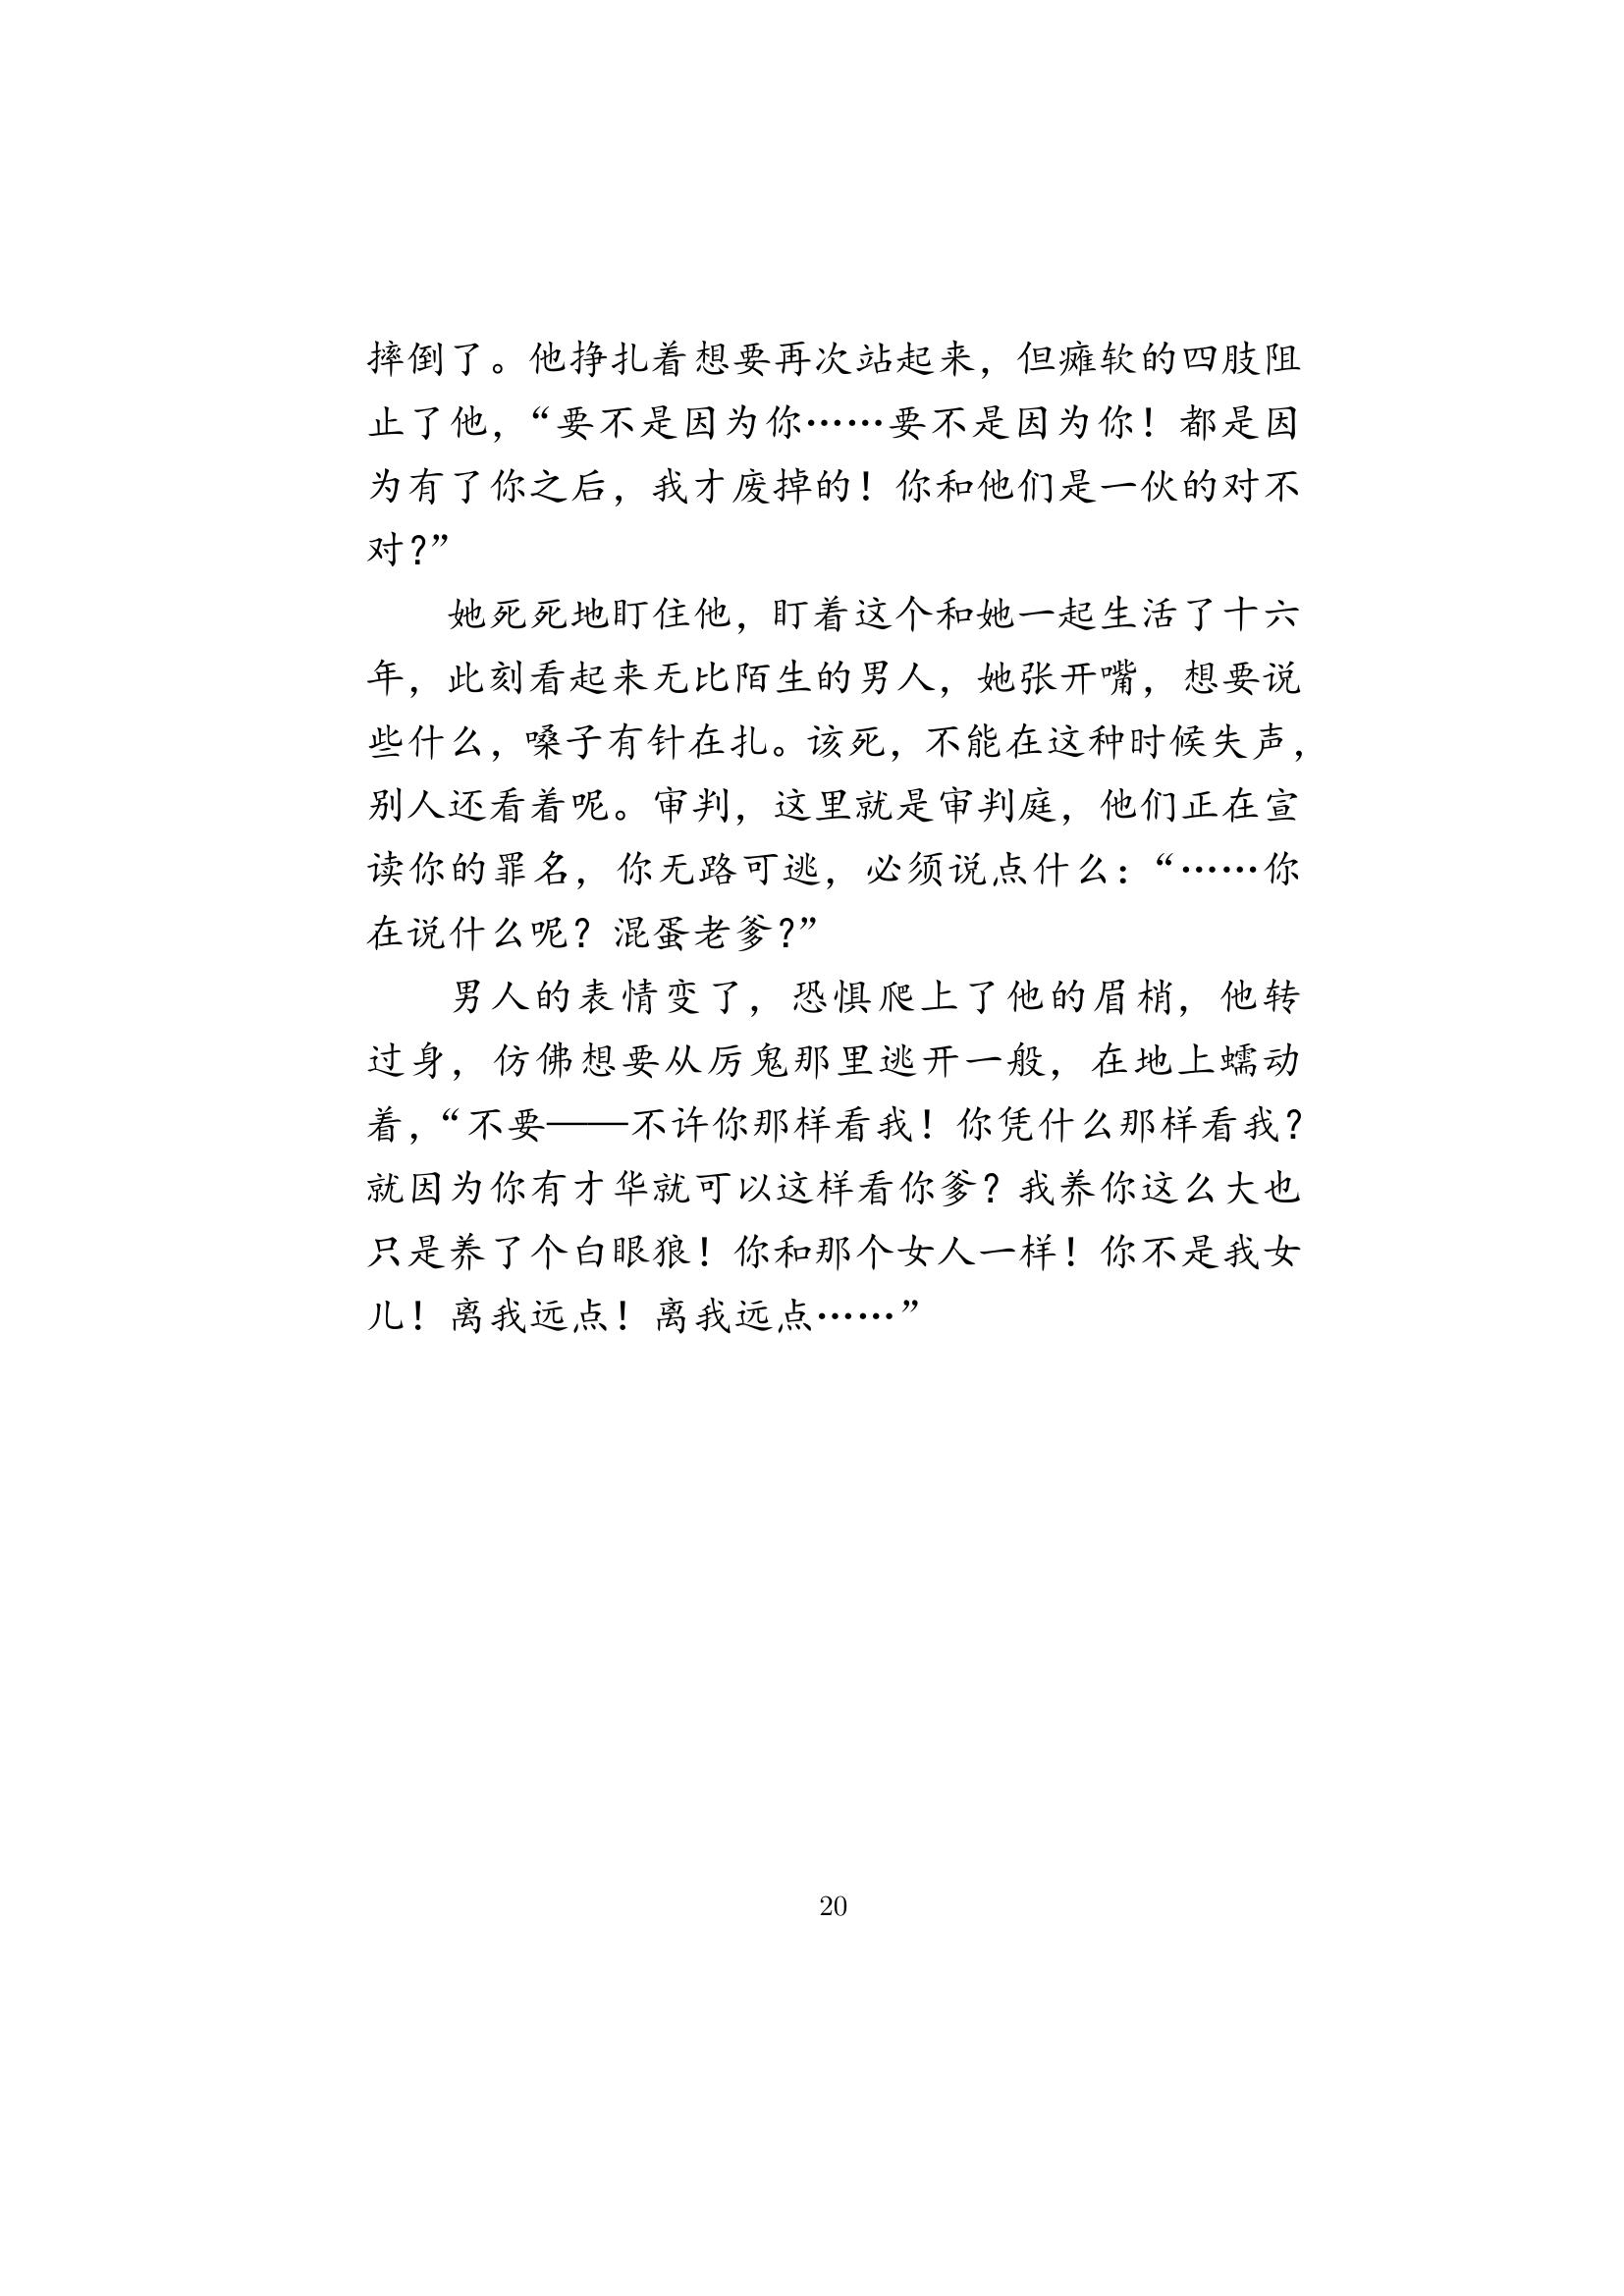 摔倒了。他挣扎着想要再次站起来，但瘫软的四肢阻
止了他，“要不是因为你……要不是因为你！都是因
为有了你之后，我才废掉的！你和他们是一伙的对不
对？”
她死死地盯住他，盯着这个和她一起生活了十六
年，此刻看起来无比陌生的男人，她张开嘴，想要说
些什么，嗓子有针在扎。该死，不能在这种时候失声，
别人还看着呢。审判，这里就是审判庭，他们正在宣
读你的罪名，你无路可逃，必须说点什么：“……你
在说什么呢？混蛋老爹？”
男人的表情变了，恐惧爬上了他的眉梢，他转
过身，仿佛想要从厉鬼那里逃开一般，在地上蠕动
着，“不要——不许你那样看我！你凭什么那样看我？
就因为你有才华就可以这样看你爹？我养你这么大也
只是养了个白眼狼！你和那个女人一样！你不是我女
儿！离我远点！离我远点……”
20